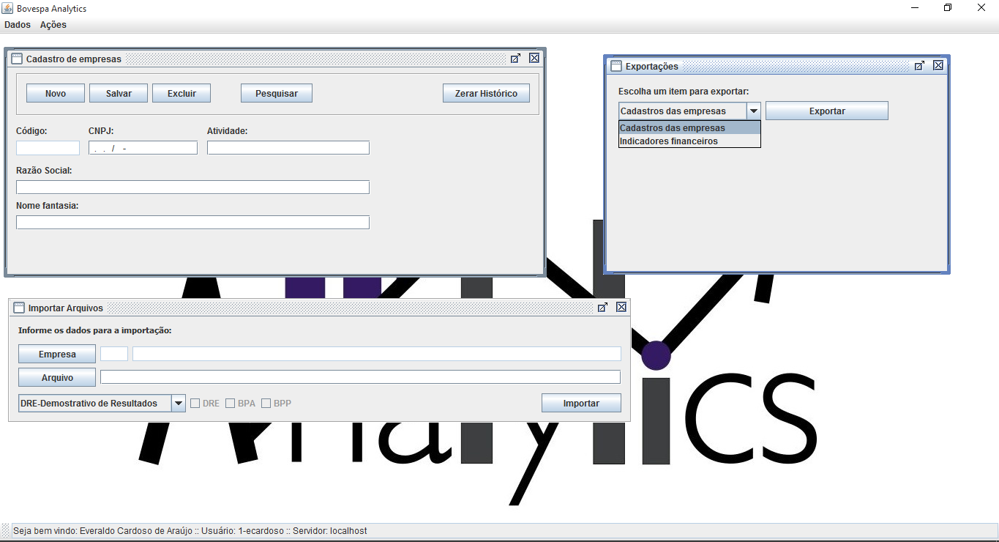 Bovespa Analytics
Dados Ações
Cadastro de empresas
Novo Salvar Excluir Pesquisar Zerar Histórico
Código: CNPJ: Atividade:
. . / -
Razão Social:
Nome fantasia:
Exportações
Escolha um item para exportar:
Cadastros das empresas Exportar
Cadastros das empresas
Indicadores financeiros
Importar Arquivos
Informe os dados para a importação:
Empresa
Arquivo
DRE-Demostrativo de Resultados DRE BPA BPP Importar
Analytics
Seja bem vindo: Everaldo Cardoso de Araújo :: Usuário: 1-ecardoso :: Servidor: localhost